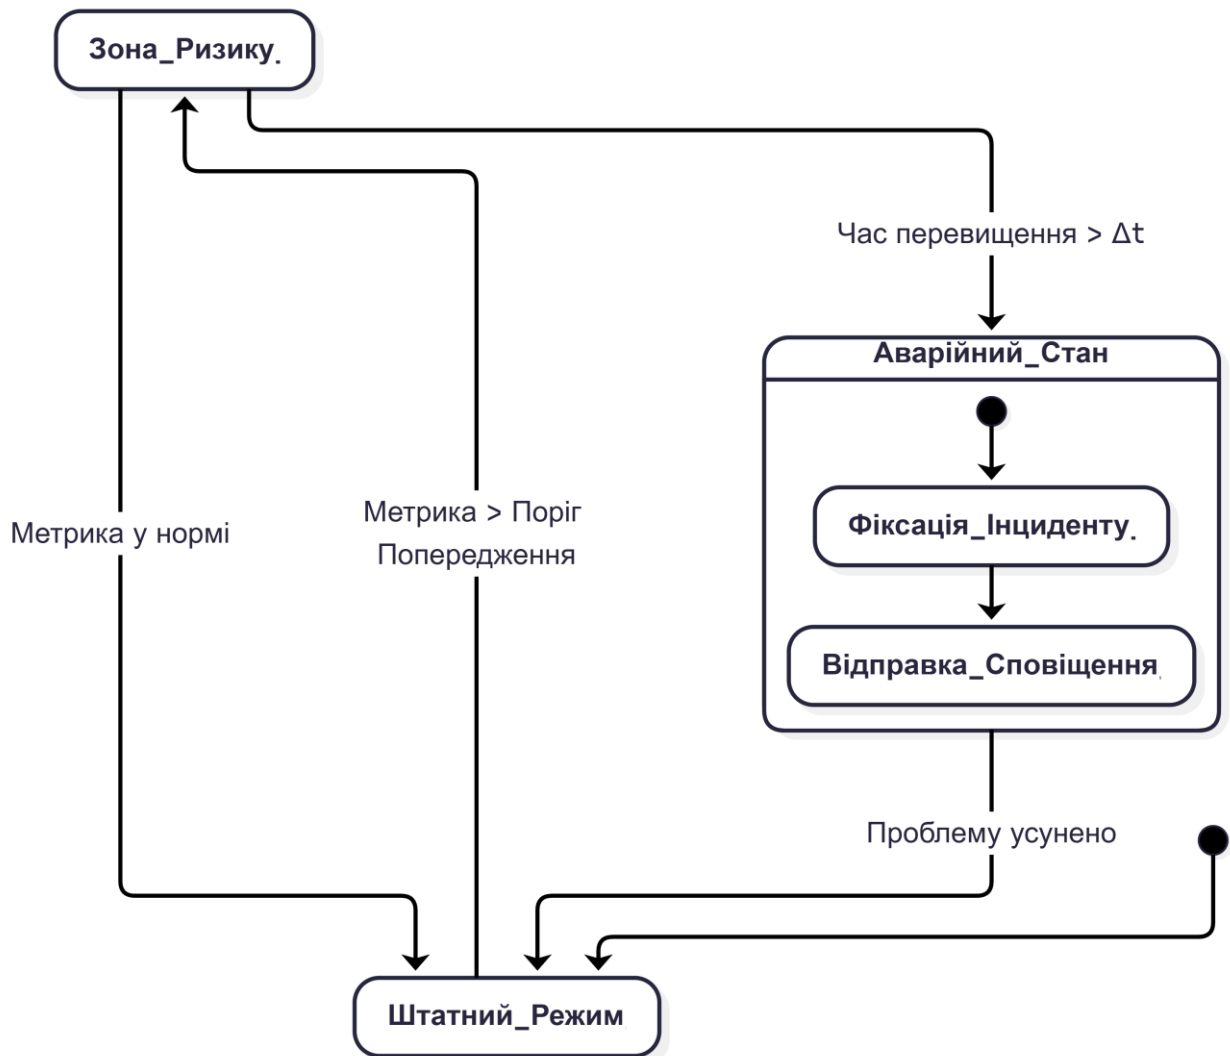 Зона_Ризику.
Час перевищення > Δt
Аварійний_Стан
Метрика у нормі
Метрика > Поріг
Попередження
Фіксація_Інциденту.
Відправка_Сповіщення.
Проблему усунено
Штатний_Режим